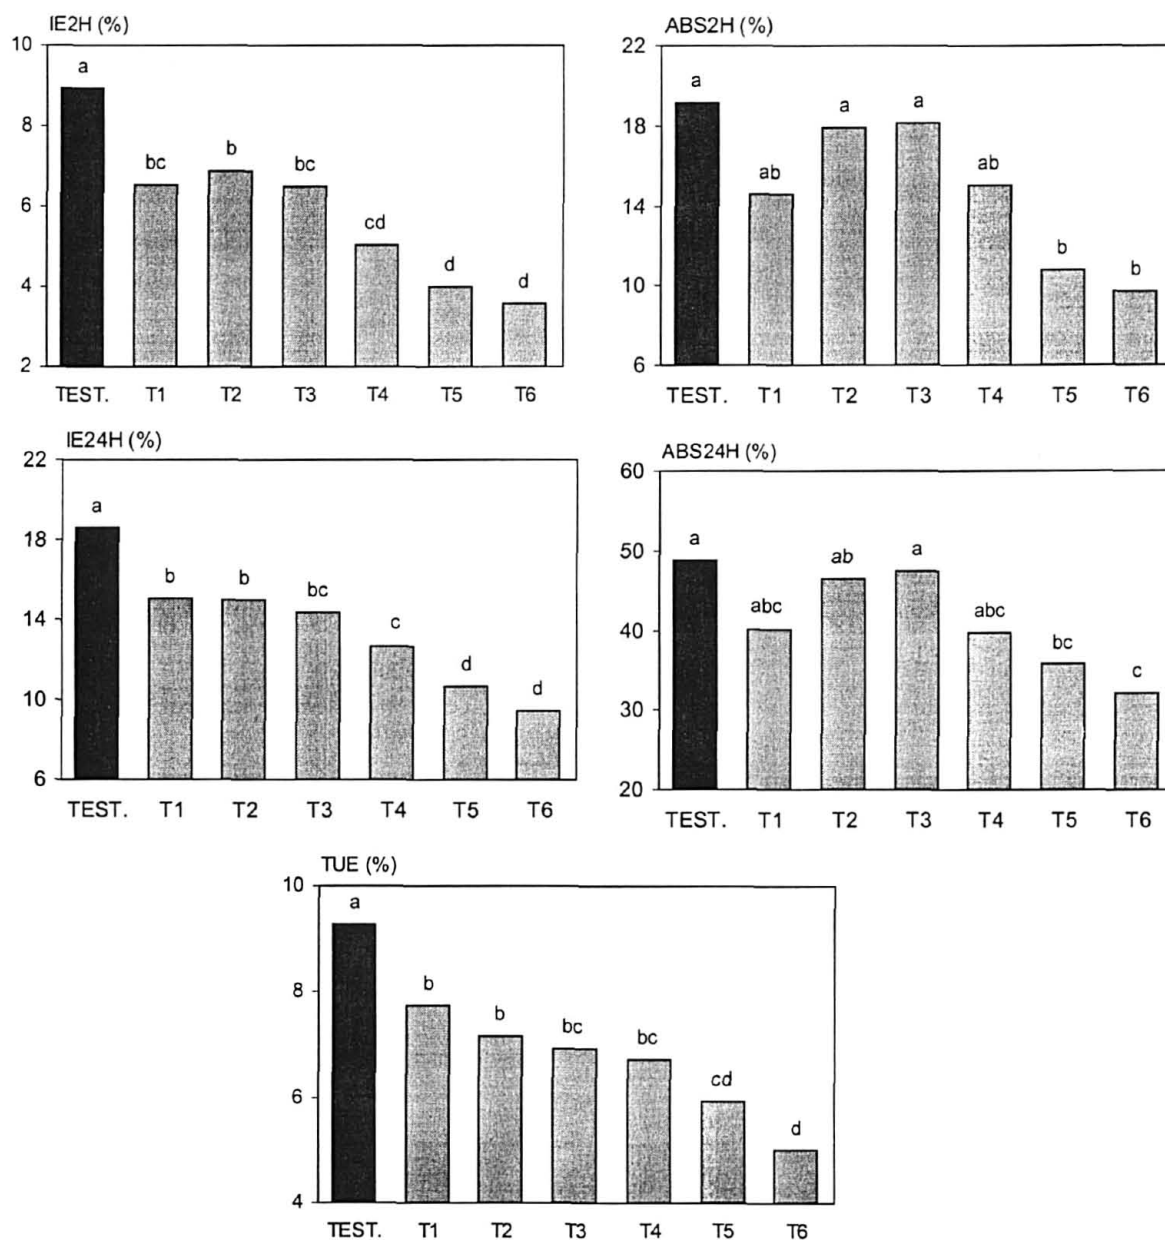 IE2H (%)
10
8
6
4
2
a
bc
b
bc
cd
d
d
TEST. T1 T2 T3 T4 T5 T6
ABS2H (%)
22
18
14
10
6
a
ab
a
a
ab
b
b
TEST. T1 T2 T3 T4 T5 T6
IE24H (%)
22
18
14
10
6
a
b
b
bc
c
d
d
TEST. T1 T2 T3 T4 T5 T6
ABS24H (%)
60
50
40
30
20
a
abc
ab
a
abc
bc
c
TEST. T1 T2 T3 T4 T5 T6
TUE (%)
10
8
6
4
a
b
b
bc
bc
cd
d
TEST. T1 T2 T3 T4 T5 T6